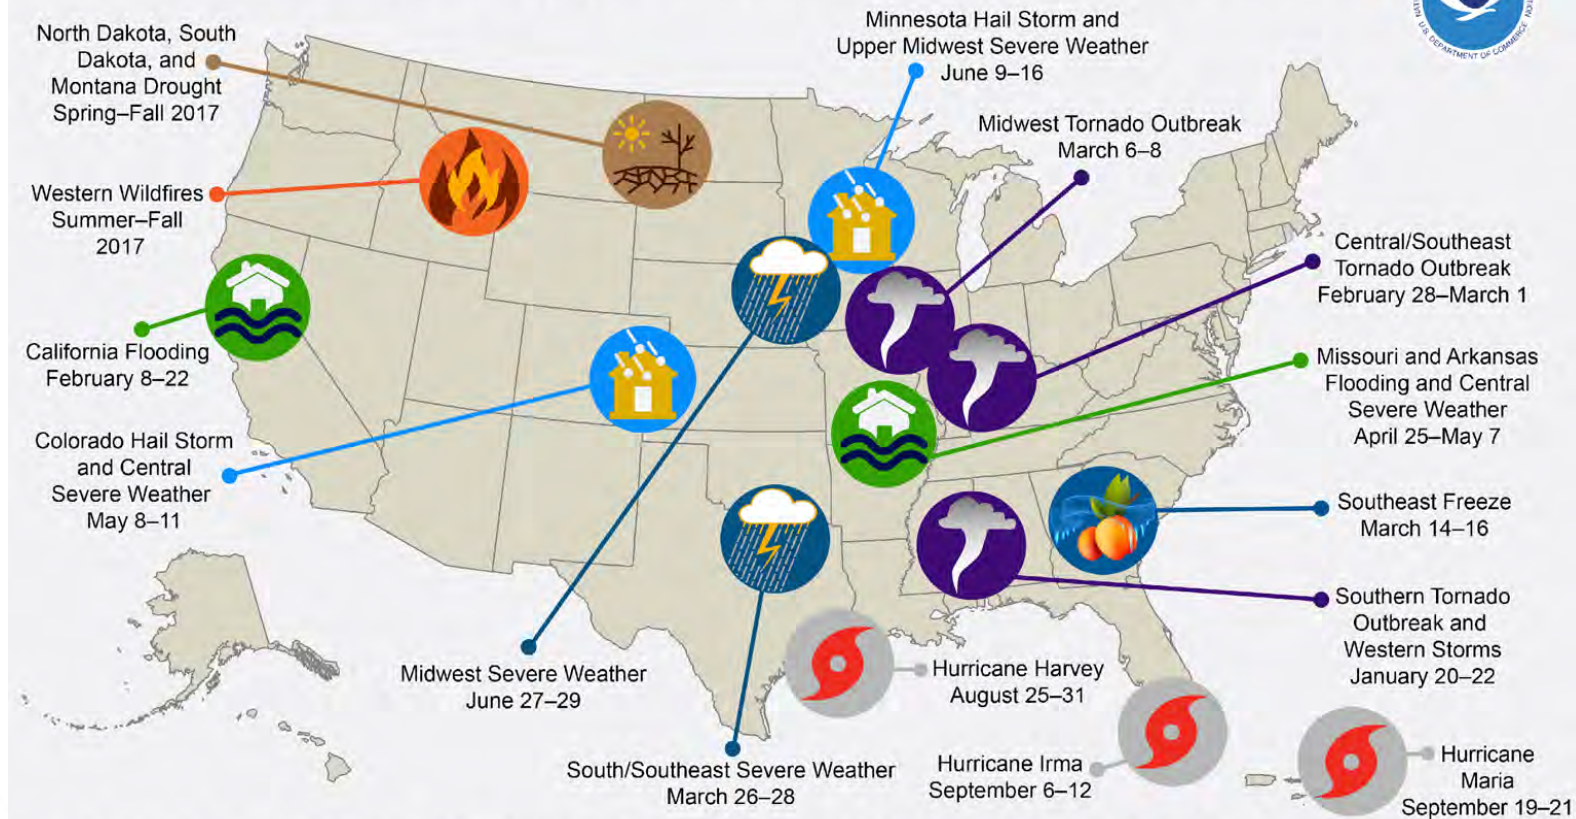 North Dakota, South
Dakota, and
Montana Drought
Spring–Fall 2017
Western Wildfires
Summer–Fall
2017
California Flooding
February 8–22
Colorado Hail Storm
and Central
Severe Weather
May 8–11
Midwest Severe Weather
June 27–29
South/Southeast Severe Weather
March 26–28
Minnesota Hail Storm and
Upper Midwest Severe Weather
June 9–16
Midwest Tornado Outbreak
March 6–8
Central/Southeast
Tornado Outbreak
February 28–March 1
Missouri and Arkansas
Flooding and Central
Severe Weather
April 25–May 7
Southeast Freeze
March 14–16
Southern Tornado
Outbreak and
Western Storms
January 20–22
Hurricane Harvey
August 25–31
Hurricane Irma
September 6–12
Hurricane
Maria
September 19–21
U.S. DEPARTMENT OF COMMERCE